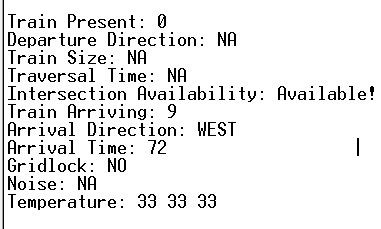 Train Present: 0
Departure Direction: NA
Train Size: NA
Traversal Time: NA
Intersection Availability: Available!
Train Arriving: 9
Arrival Direction: WEST
Arrival Time: 72
Gridlock: NO
Noise: NA
Temperature: 33 33 33